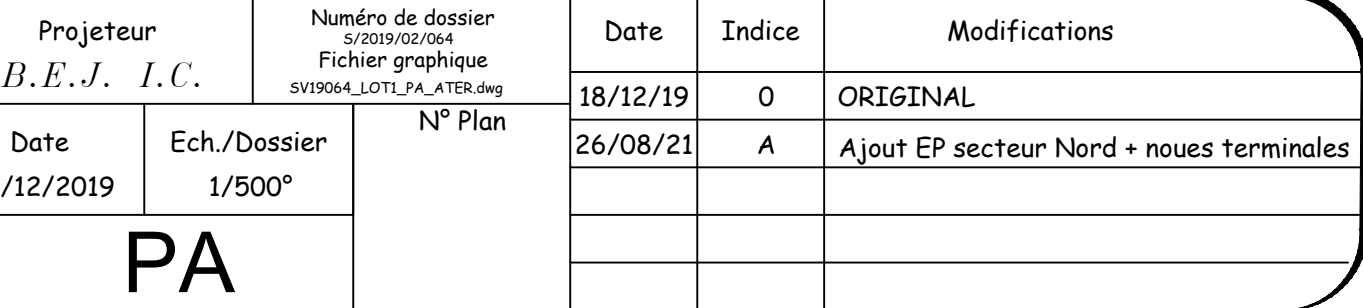 Projeteur
B.E.J. I.C.
Numéro de dossier
S/2019/02/064
Fichier graphique
SV19064_LOT1_PA_ATER.dwg
Date
/12/2019
Ech./Dossier
1/500°
N° Plan
PA
Date Indice Modifications
18/12/19 0 ORIGINAL
26/08/21 A Ajout EP secteur Nord + noues terminales